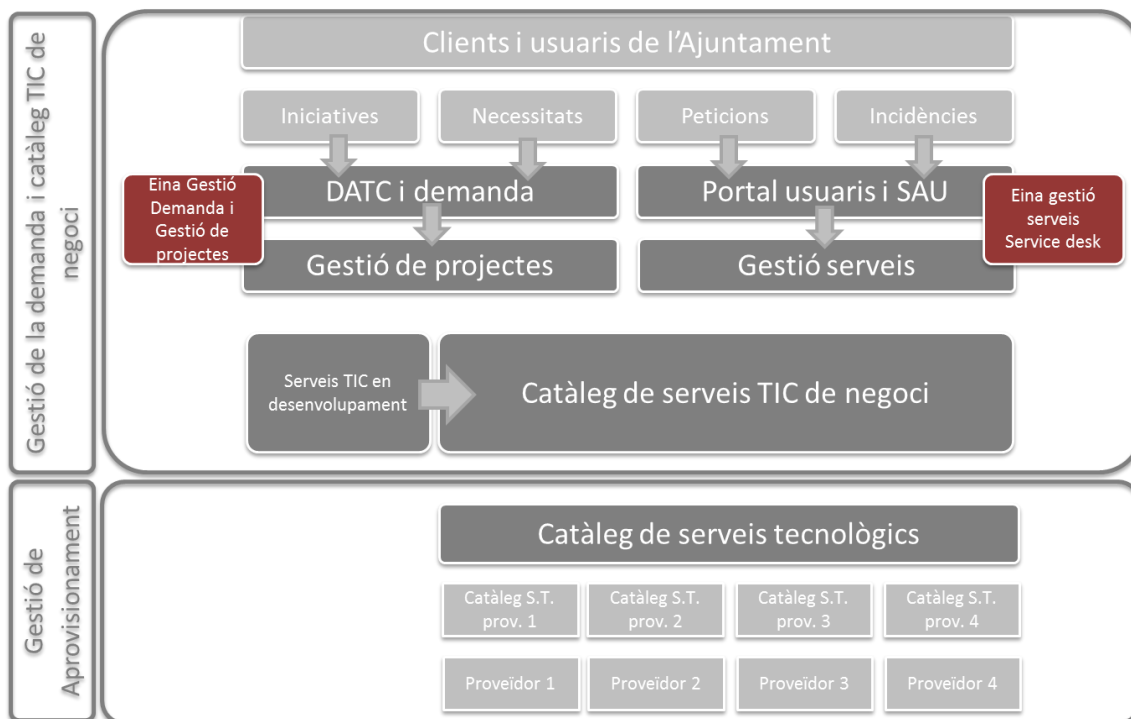 Gestió de la demanda i catàleg TIC de
negoci
Clients i usuaris de l'Ajuntament
Iniciatives
Necessitats
Peticions
Incidències
Eina Gestió
Demanda i
Gestió de
projectes
DATC i demanda
Portal usuaris i SAU
Eina gestió
serveis
Service desk
Gestió de projectes
Gestió serveis
Serveis TIC en
desenvolupament
Catàleg de serveis TIC de negoci
Gestió de
Aprovisionament
Catàleg de serveis tecnològics
Catàleg S.T.
prov. 1
Catàleg S.T.
prov. 2
Catàleg S.T.
prov. 3
Catàleg S.T.
prov. 4
Proveïdor 1
Proveïdor 2
Proveïdor 3
Proveïdor 4